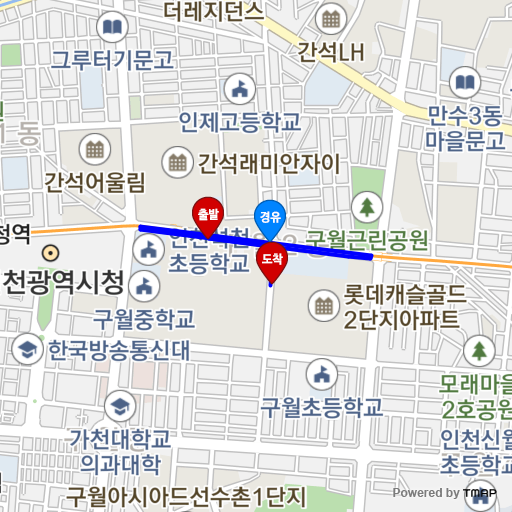 더레지던스
그루터기문고
간석LH
인제고등학교
만수3동
마을문고
1동
간석래미안자이
간석어울림
출발
경유
구월근린공원
청역
초등학교
도착
천광역시청
구월중학교
롯데캐슬골드
2단지아파트
한국방송통신대
모래마을
2호공원
구월초등학교
가천대학교
의과대학
인천신월
초등학교
구월아시아드선수촌1단지
Powered by TMAP